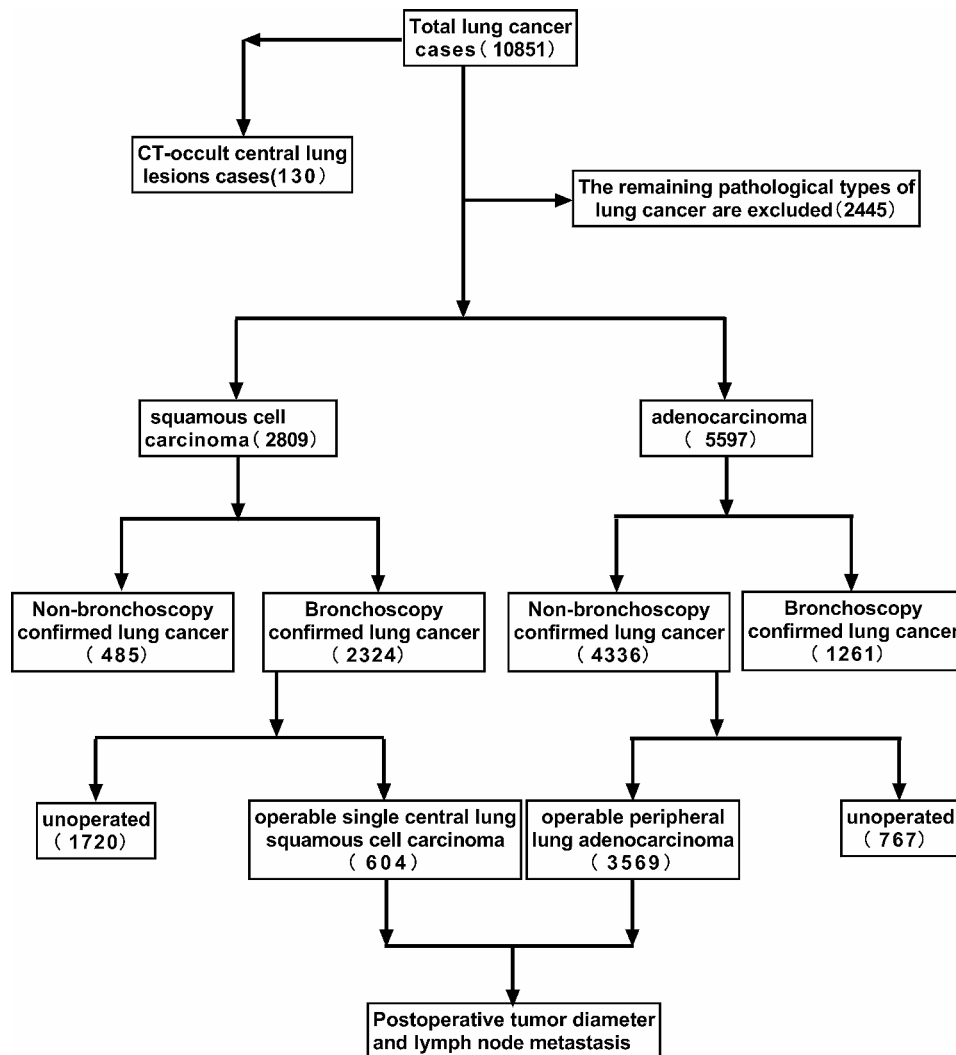 Total lung cancer
cases（10851）
CT-occult central lung
lesions cases(130）
The remaining pathological types of
lung cancer are excluded（2445）
squamous cell
carcinoma（2809）
adenocarcinoma
（ 5597）
Non-bronchoscopy
confirmed lung cancer
（485）
Bronchoscopy
confirmed lung cancer
（2324）
Non-bronchoscopy
confirmed lung cancer
（4336）
Bronchoscopy
confirmed lung cancer
（1261）
unoperated
（1720）
operable single central lung
squamous cell carcinoma
（604）
operable peripheral
lung adenocarcinoma
（3569）
unoperated
（767）
Postoperative tumor diameter
and lymph node metastasis